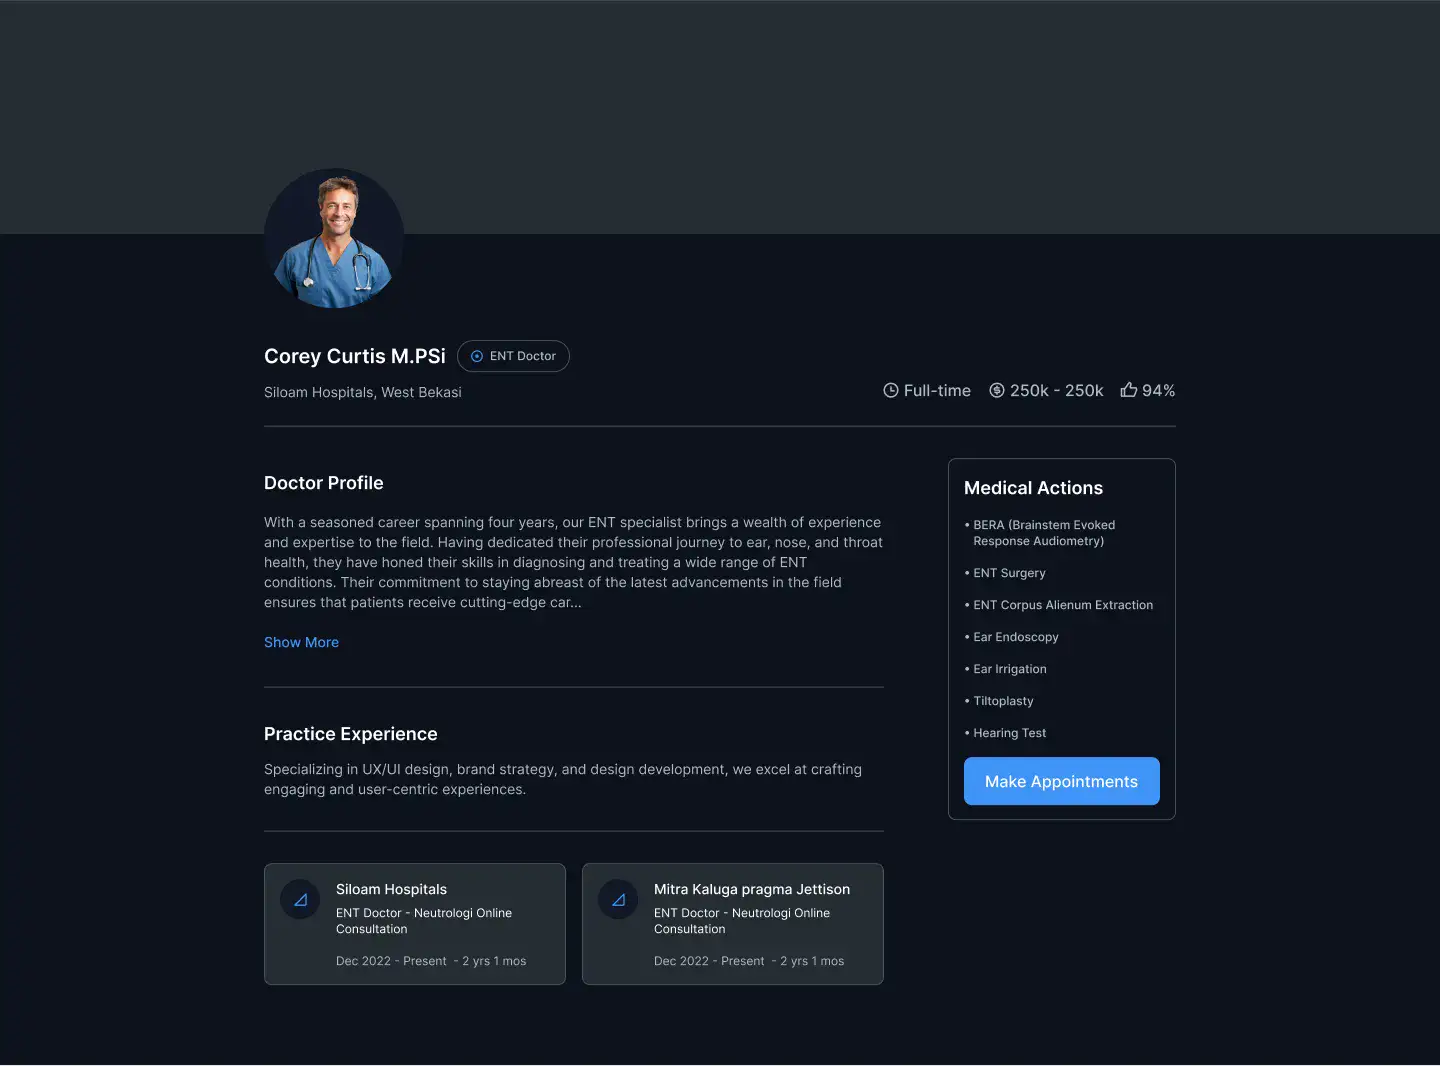 Corey Curtis M.PSi
ENT Doctor
Siloam Hospitals, West Bekasi
Full-time
250k - 250k
94%
Doctor Profile
With a seasoned career spanning four years, our ENT specialist brings a wealth of experience
and expertise to the field. Having dedicated their professional journey to ear, nose, and throat
health, they have honed their skills in diagnosing and treating a wide range of ENT
conditions. Their commitment to staying abreast of the latest advancements in the field
ensures that patients receive cutting-edge car...
Show More
Practice Experience
Specializing in UX/UI design, brand strategy, and design development, we excel at crafting
engaging and user-centric experiences.
Siloam Hospitals
ENT Doctor - Neutrologi Online
Consultation
Dec 2022 - Present - 2 yrs 1 mos
Mitra Kaluga pragma Jettison
ENT Doctor - Neutrologi Online
Consultation
Dec 2022 - Present - 2 yrs 1 mos
Medical Actions
• BERA (Brainstem Evoked
Response Audiometry)
• ENT Surgery
• ENT Corpus Alienum Extraction
• Ear Endoscopy
• Ear Irrigation
• Tiltoplasty
• Hearing Test
Make Appointments